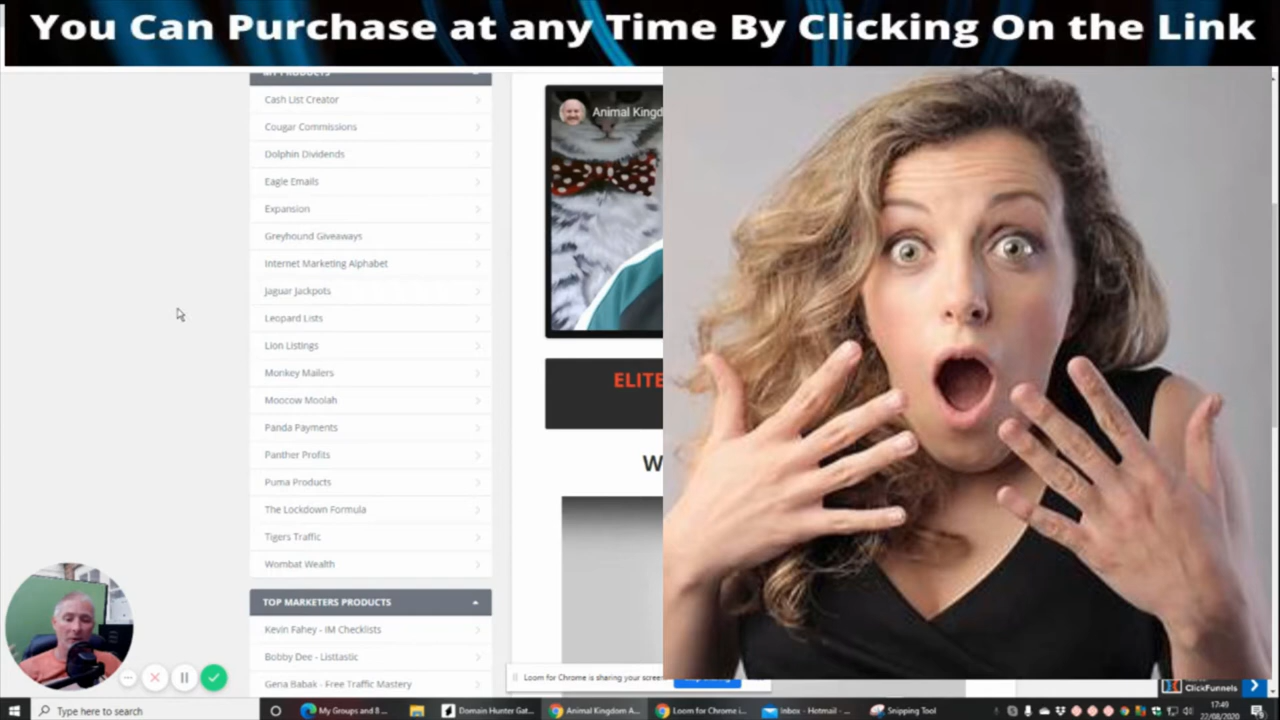 You Can Purchase at any Time By Clicking On the Link
MY PRODUCTS
Cash List Creator
Cougar Commissions
Dolphin Dividends
Eagle Emails
Expansion
Greyhound Giveaways
Internet Marketing Alphabet
Jaguar Jackpots
Leopard Lists
Lion Listings
Monkey Mailers
Moocow Moolah
Panda Payments
Panther Profits
Puma Products
The Lockdown Formula
Tigers Traffic
Wombat Wealth
TOP MARKETERS PRODUCTS
Kevin Fahey - IM Checklists
Bobby Dee - Listtastic
Gena Babak - Free Traffic Mastery
Animal Kingd
ELITE
W
Loom for Chrome is sharing your screen
ClickFunnels
Type here to search
My Groups and 8 ...
Domain Hunter Gat...
Animal Kingdom A...
Loom for Chrome i...
Inbox - Hotmail - ...
Snipping Tool
17:49
22/08/2020